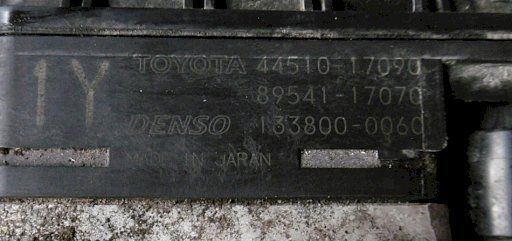 1Y
TOYOTA 44510-17090
89541-17070
DENSO 133800-0060
MADE IN JAPAN